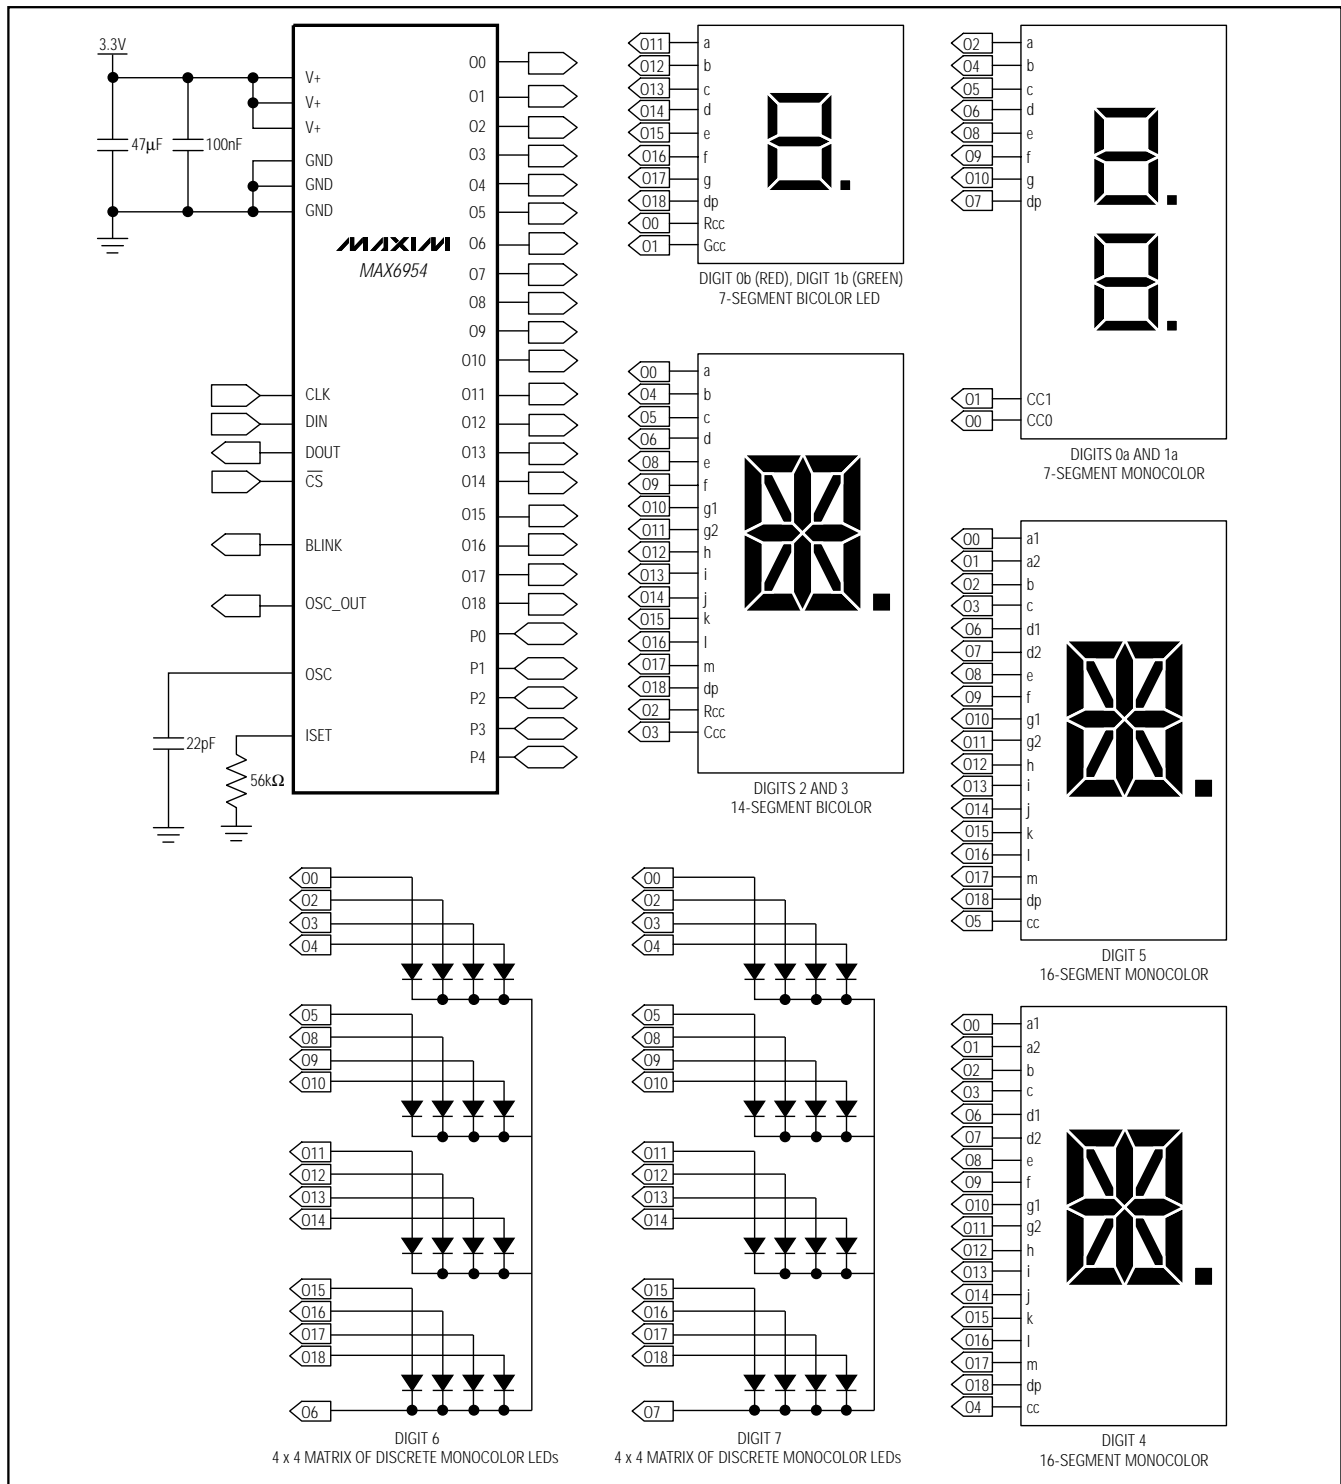 3.3V
47μF
100nF
V+
V+
V+
GND
GND
GND
MAXIM
MAX6954
CLK
DIN
DOUT
CS
BLINK
OSC_OUT
OSC
ISET
22pF
56kΩ
O0
O1
O2
O3
O4
O5
O6
O7
O8
O9
O10
O11
O12
O13
O14
O15
O16
O17
O18
P0
P1
P2
P3
P4
O11 a
O12 b
O13 c
O14 d
O15 e
O16 f
O17 g
O18 dp
O0 Rcc
O1 Gcc
DIGIT 0b (RED), DIGIT 1b (GREEN)
7-SEGMENT BICOLOR LED
O2 a
O4 b
O5 c
O6 d
O8 e
O9 f
O10 g
O7 dp
O1 CC1
O0 CC0
DIGITS 0a AND 1a
7-SEGMENT MONOCOLOR
O0 a
O4 b
O5 c
O6 d
O8 e
O9 f
O10 g1
O11 g2
O12 h
O13 i
O14 j
O15 k
O16 l
O17 m
O18 dp
O2 Rcc
O3 Ccc
DIGITS 2 AND 3
14-SEGMENT BICOLOR
O0 a1
O1 a2
O2 b
O3 c
O6 d1
O7 d2
O8 e
O9 f
O10 g1
O11 g2
O12 h
O13 i
O14 j
O15 k
O16 l
O17 m
O18 dp
O5 cc
DIGIT 5
16-SEGMENT MONOCOLOR
O0
O2
O3
O4
O5
O8
O9
O10
O11
O12
O13
O14
O15
O16
O17
O18
O6
DIGIT 6
4 x 4 MATRIX OF DISCRETE MONOCOLOR LEDs
O0
O2
O3
O4
O5
O8
O9
O10
O11
O12
O13
O14
O15
O16
O17
O18
O7
DIGIT 7
4 x 4 MATRIX OF DISCRETE MONOCOLOR LEDs
O0 a1
O1 a2
O2 b
O3 c
O6 d1
O7 d2
O8 e
O9 f
O10 g1
O11 g2
O12 h
O13 i
O14 j
O15 k
O16 l
O17 m
O18 dp
O4 cc
DIGIT 4
16-SEGMENT MONOCOLOR